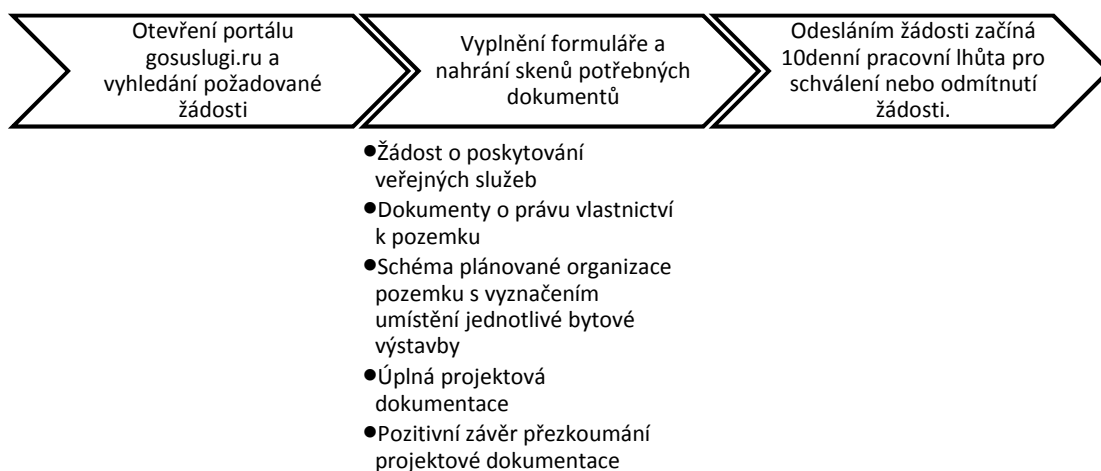 Otevření portálu
gosuslugi.ru a
vyhledání požadované
žádosti
Vyplnění formuláře a
nahrání skenů potřebných
dokumentů
Odesláním žádosti začíná
10denní pracovní lhůta pro
schválení nebo odmítnutí
žádosti.
●Žádost o poskytování
veřejných služeb
●Dokumenty o právu vlastnictví
k pozemku
●Schéma plánované organizace
pozemku s vyznačením
umístění jednotlivé bytové
výstavby
●Úplná projektová
dokumentace
●Pozitivní závěr přezkoumání
projektové dokumentace